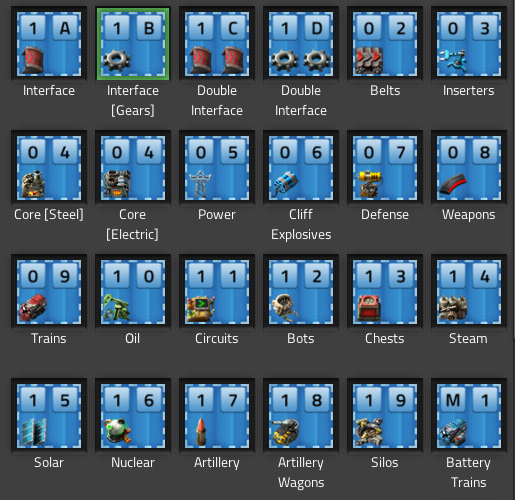 1 A 1 B 1 C 1 D 0 2 0 3
Interface Interface Double Double Belts Inserters
[Gears] Interface Interface
0 4 0 4 0 5 0 6 0 7 0 8
Core [Steel] Core Power Cliff Defense Weapons
[Electric] Explosives
0 9 1 0 1 1 1 2 1 3 1 4
Trains Oil Circuits Bots Chests Steam
1 5 1 6 1 7 1 8 1 9 M 1
Solar Nuclear Artillery Artillery Silos Battery
Wagons Trains